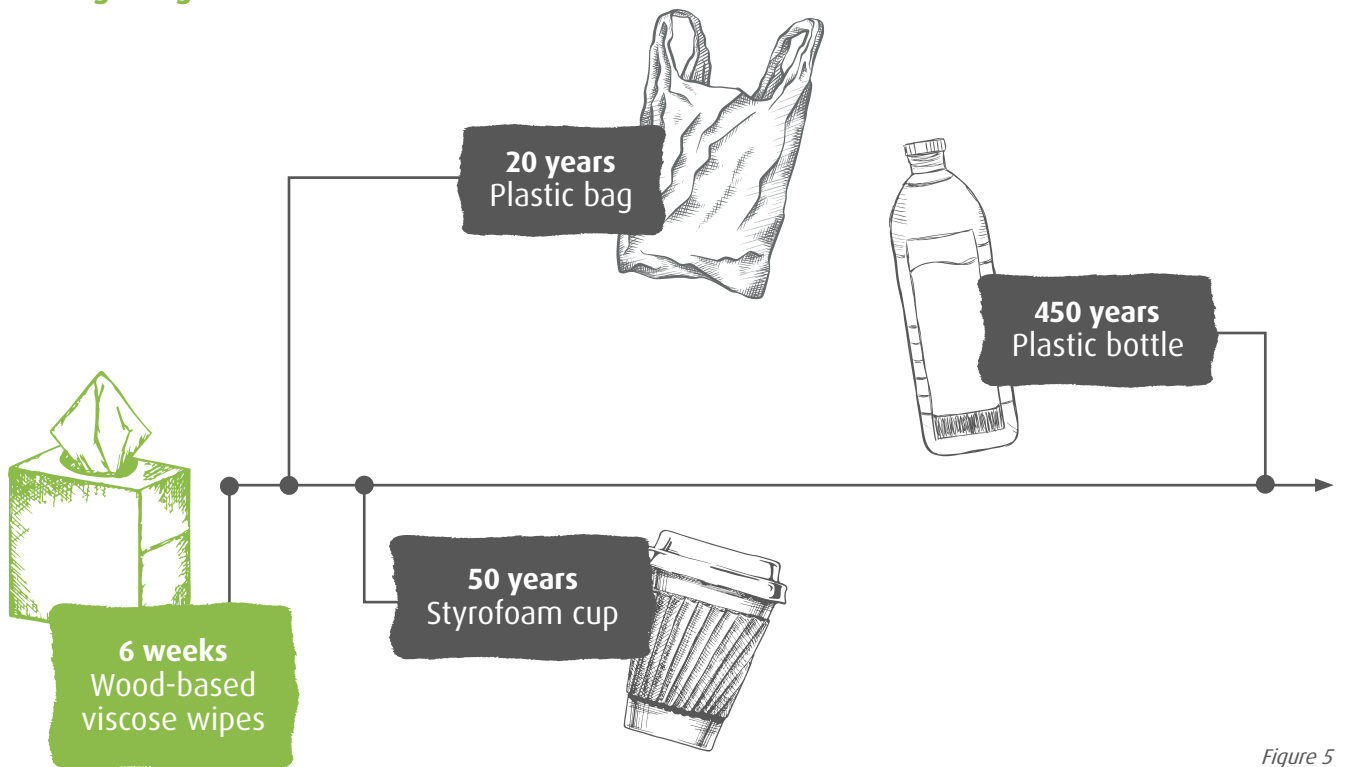 20 years
Plastic bag
450 years
Plastic bottle
50 years
Styrofoam cup
6 weeks
Wood-based
viscose wipes
Figure 5